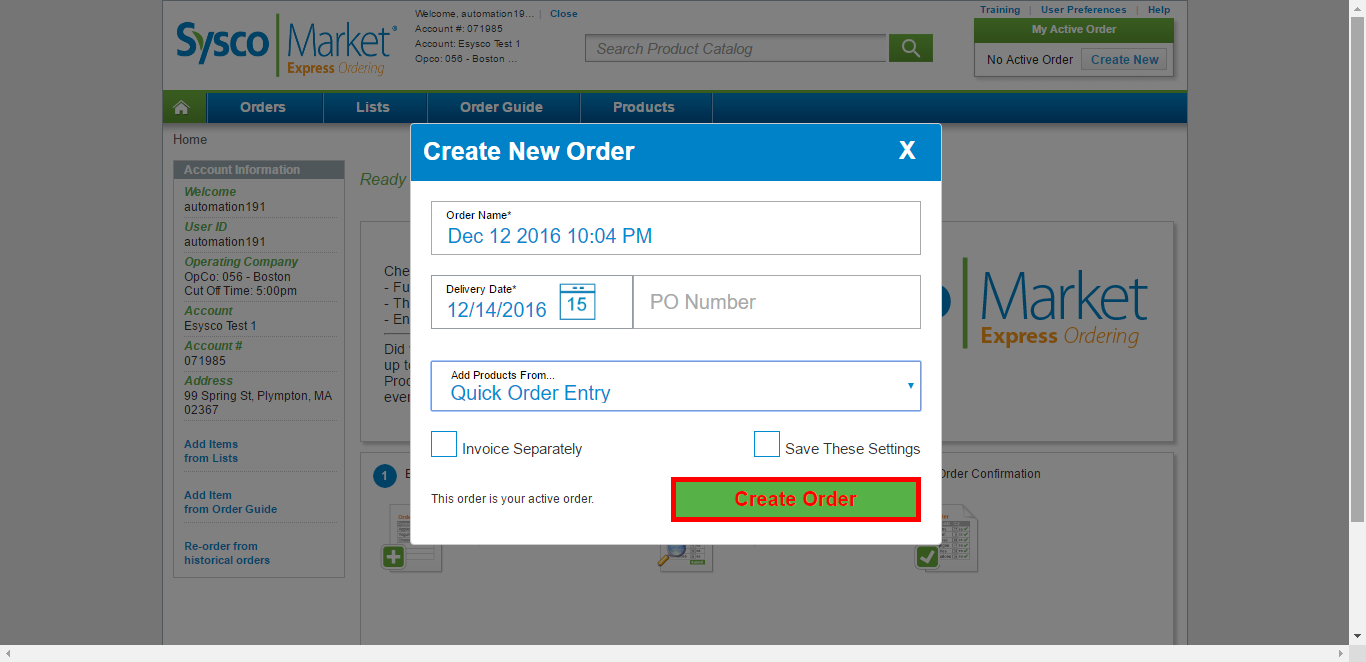 Sysco Market®
Express Ordering
Welcome, automation19... | Close
Account #: 071985
Account: Esysco Test 1
Opco: 056 - Boston ...
Search Product Catalog
Training | User Preferences | Help
My Active Order
No Active Order Create New
Orders Lists Order Guide Products
Home
Account Information
Welcome
automation191
User ID
automation191
Operating Company
OpCo: 056 - Boston
Cut Off Time: 5:00pm
Account
Esysco Test 1
Account #
071985
Address
99 Spring St, Plympton, MA
02367
Add Items
from Lists
Add Item
from Order Guide
Re-order from
historical orders
Ready
Did
up to
Create New Order X
Order Name*
Dec 12 2016 10:04 PM
Delivery Date*
12/14/2016 15 PO Number
Add Products From...
Quick Order Entry
Invoice Separately Save These Settings
This order is your active order. Create Order
Market
Express Ordering
1
Order Confirmation